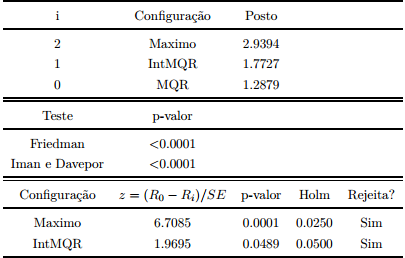 i Configuração Posto
2 Maximo 2.9394
1 IntMQR 1.7727
0 MQR 1.2879
Teste p-valor
Friedman <0.0001
Iman e Davepor <0.0001
Configuração z = (R₀ − Rᵢ)/SE p-valor Holm Rejeita?
Maximo 6.7085 0.0001 0.0250 Sim
IntMQR 1.9695 0.0489 0.0500 Sim